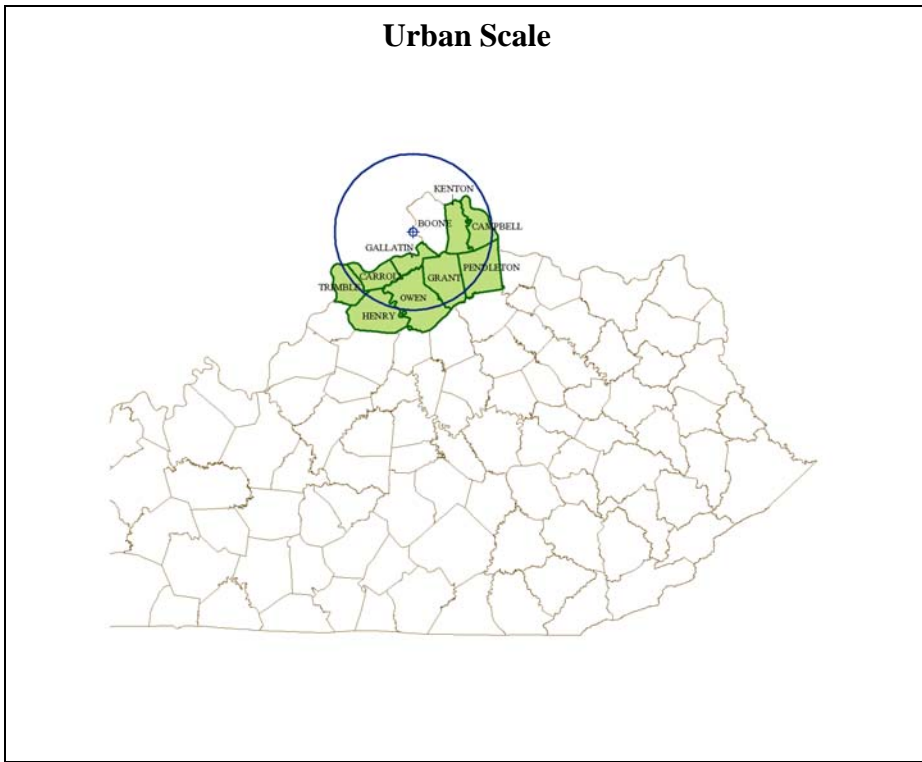 Urban Scale
KENTON
BOONE
CAMPBELL
GALLATIN
PENDLETON
CARROLL
GRANT
TRIMBLE
OWEN
HENRY